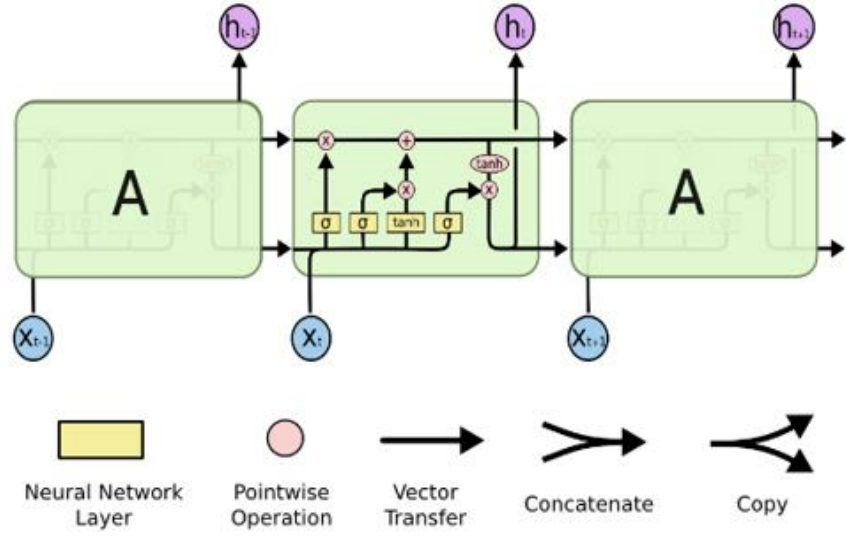 ht-1 ht ht+1
A x + tanh x x σ σ tanh σ A
xt-1 xt xt+1
Neural Network Pointwise Vector Concatenate Copy
Layer Operation Transfer